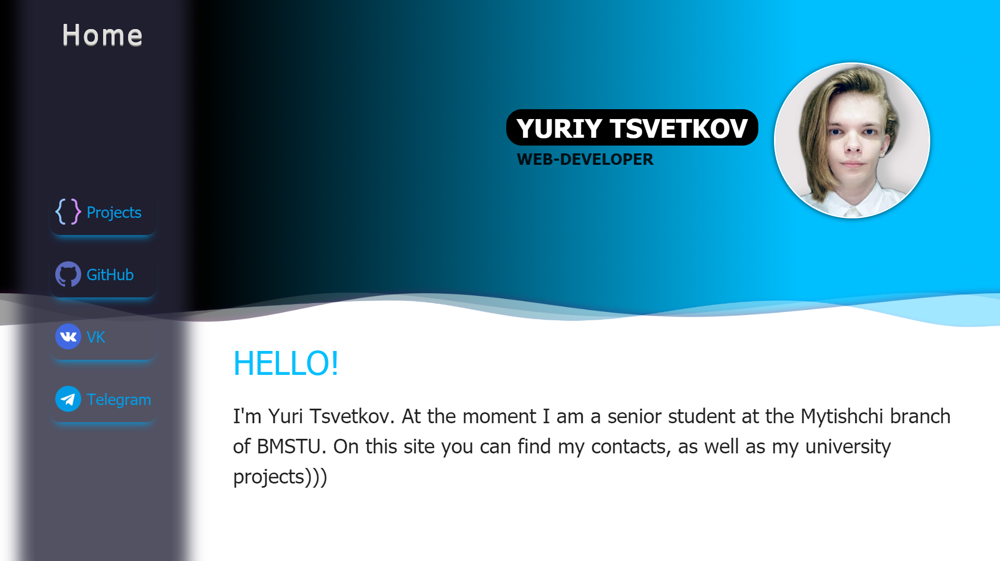 Home
YURIY TSVETKOV
WEB-DEVELOPER
Projects
GitHub
VK
Telegram
HELLO!
I'm Yuri Tsvetkov. At the moment I am a senior student at the Mytishchi branch
of BMSTU. On this site you can find my contacts, as well as my university
projects)))